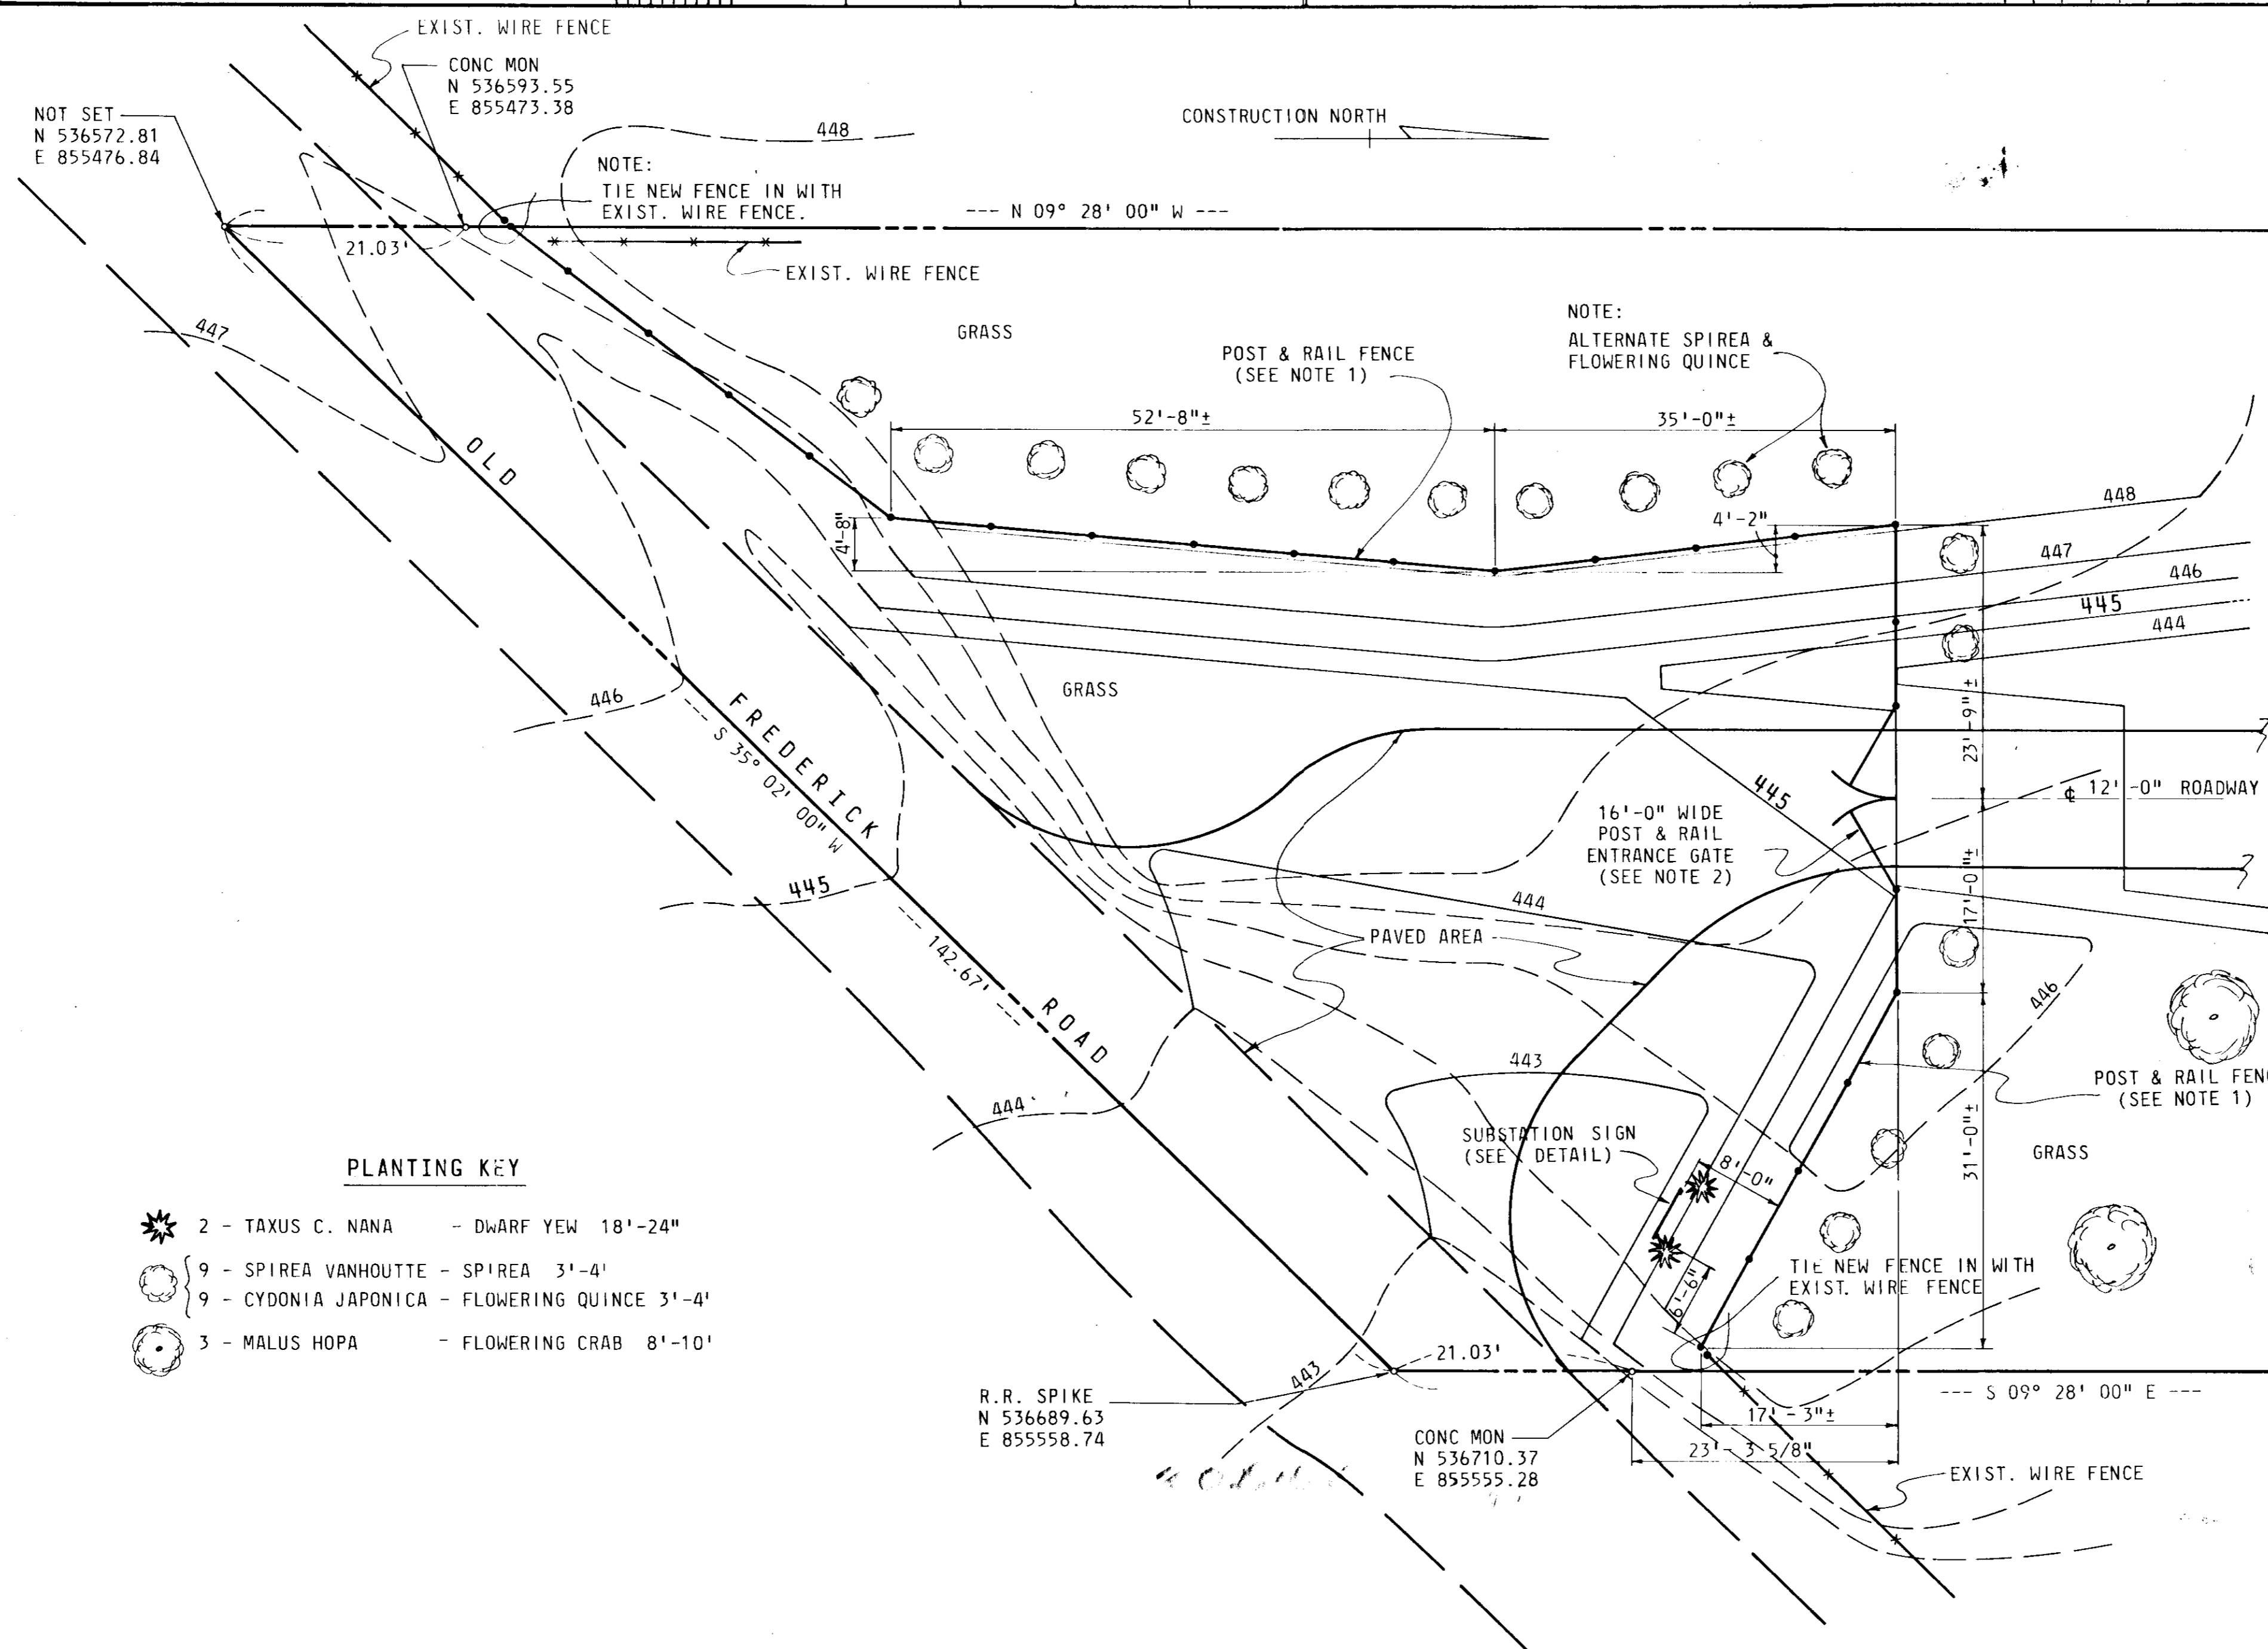 EXIST. WIRE FENCE
CONC MON
N 536593.55
E 855473.38
NOT SET
N 536572.81
E 855476.84
448
CONSTRUCTION NORTH
NOTE:
TIE NEW FENCE IN WITH
EXIST. WIRE FENCE.
--- N 09° 28' 00" W ---
21.03'
EXIST. WIRE FENCE
447
GRASS
NOTE:
ALTERNATE SPIREA &
FLOWERING QUINCE
POST & RAIL FENCE
(SEE NOTE 1)
52'-8"±
35'-0"±
OLD
448
4'-8"
4'-2"
447
446
445
444
GRASS
446
FREDERICK
S 35° 02' 00" W
23'-9"±
445
℄ 12'-0" ROADWAY
16'-0" WIDE
POST & RAIL
ENTRANCE GATE
(SEE NOTE 2)
445
444
17'-0"±
PAVED AREA
142.67'
446
ROAD
443
POST & RAIL FEN
(SEE NOTE 1)
444
SUBSTATION SIGN
(SEE DETAIL)
8'-0"
31'-0"±
GRASS
PLANTING KEY
2 - TAXUS C. NANA - DWARF YEW 18'-24"
9 - SPIREA VANHOUTTE - SPIREA 3'-4'
9 - CYDONIA JAPONICA - FLOWERING QUINCE 3'-4'
3 - MALUS HOPA - FLOWERING CRAB 8'-10'
TIE NEW FENCE IN WITH
EXIST. WIRE FENCE
6'-6"
21.03'
443
R.R. SPIKE
N 536689.63
E 855558.74
--- S 09° 28' 00" E ---
17'-3"±
CONC MON
N 536710.37
E 855555.28
23'-3 5/8"
EXIST. WIRE FENCE